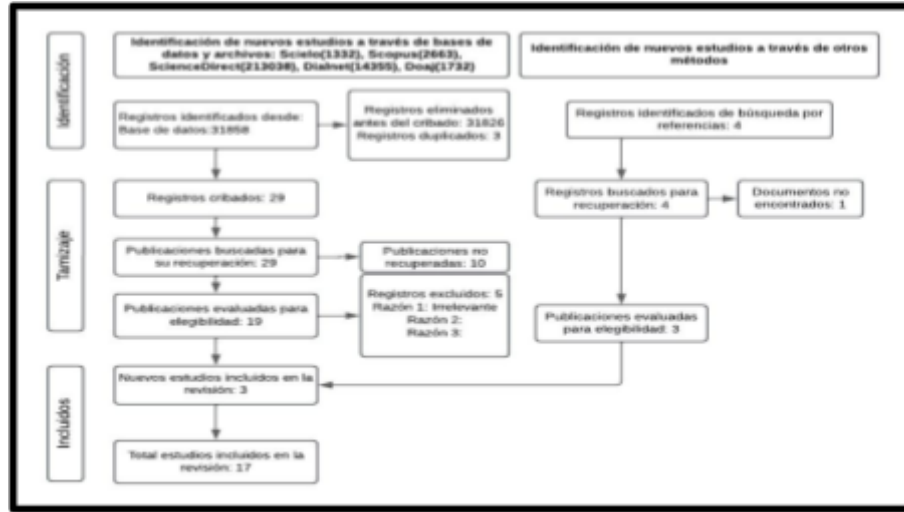 Identificación
Identificación de nuevos estudios a través de bases de
datos y archivos: Scielo(1332), Scopus(2663),
ScienceDirect(213038), Dialnet(14355), Doaj(1732)
Identificación de nuevos estudios a través de otros
métodos
Registros identificados desde:
Base de datos:31858
Registros eliminados
antes del cribado: 31826
Registros duplicados: 3
Registros identificados de búsqueda por
referencias: 4
Tamizaje
Registros cribados: 29
Registros buscados para
recuperación: 4
Documentos no
encontrados: 1
Publicaciones buscadas para
su recuperación: 29
Publicaciones no
recuperadas: 10
Publicaciones evaluadas para
elegibilidad: 19
Registros excluidos: 5
Razón 1: Irrelevante
Razón 2:
Razón 3:
Publicaciones evaluadas
para elegibilidad: 3
Incluidos
Nuevos estudios incluidos en la
revisión: 3
Total estudios incluidos en la
revisión: 17